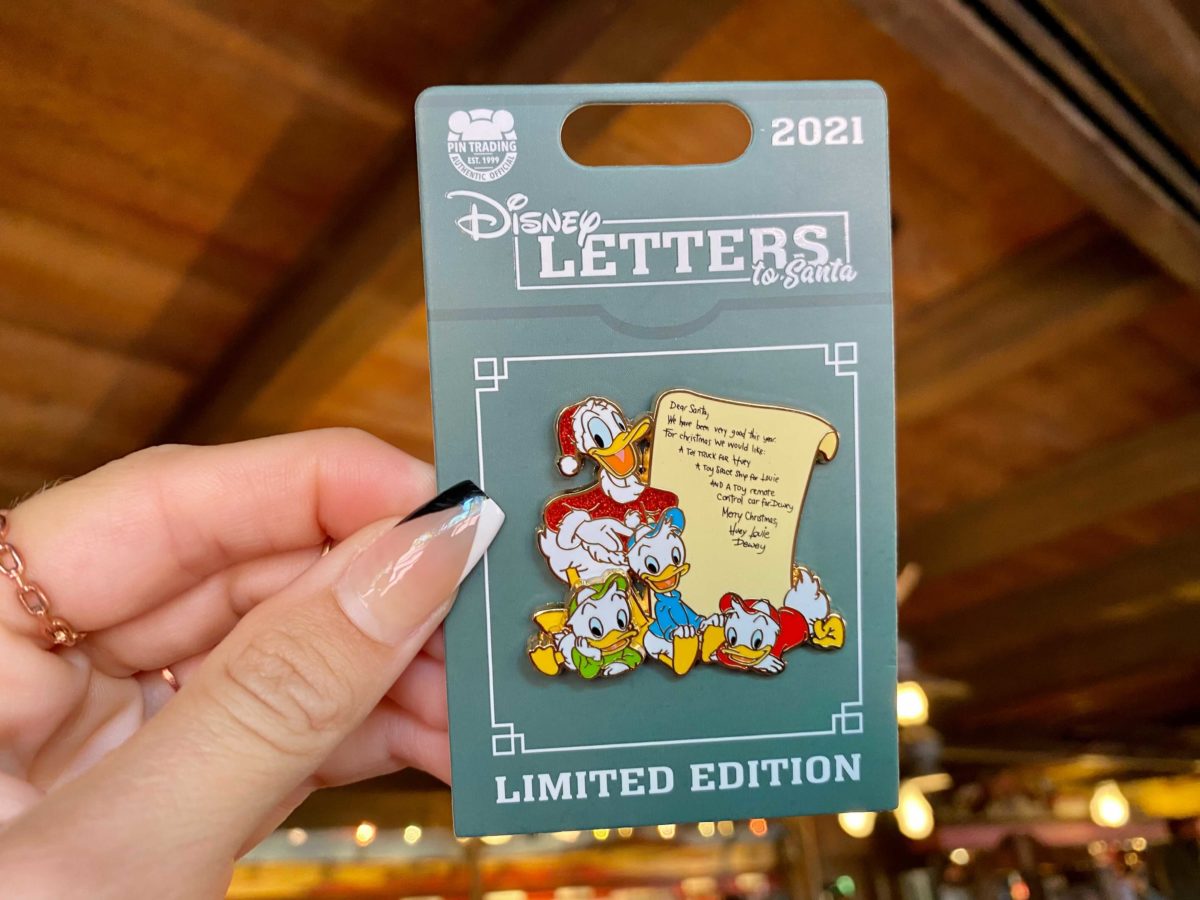 PIN TRADING
EST. 1999
AUTHENTIC OFFICIAL
2021
Disney
LETTERS
to Santa
Dear Santa,
We have been very good this year.
For christmas We would like:
A Toy Truck for Huey
A Toy Space Ship for Louie
AND A Toy remote
Control car for Dewey
Merry Christmas,
Huey Louie
Dewey
LIMITED EDITION